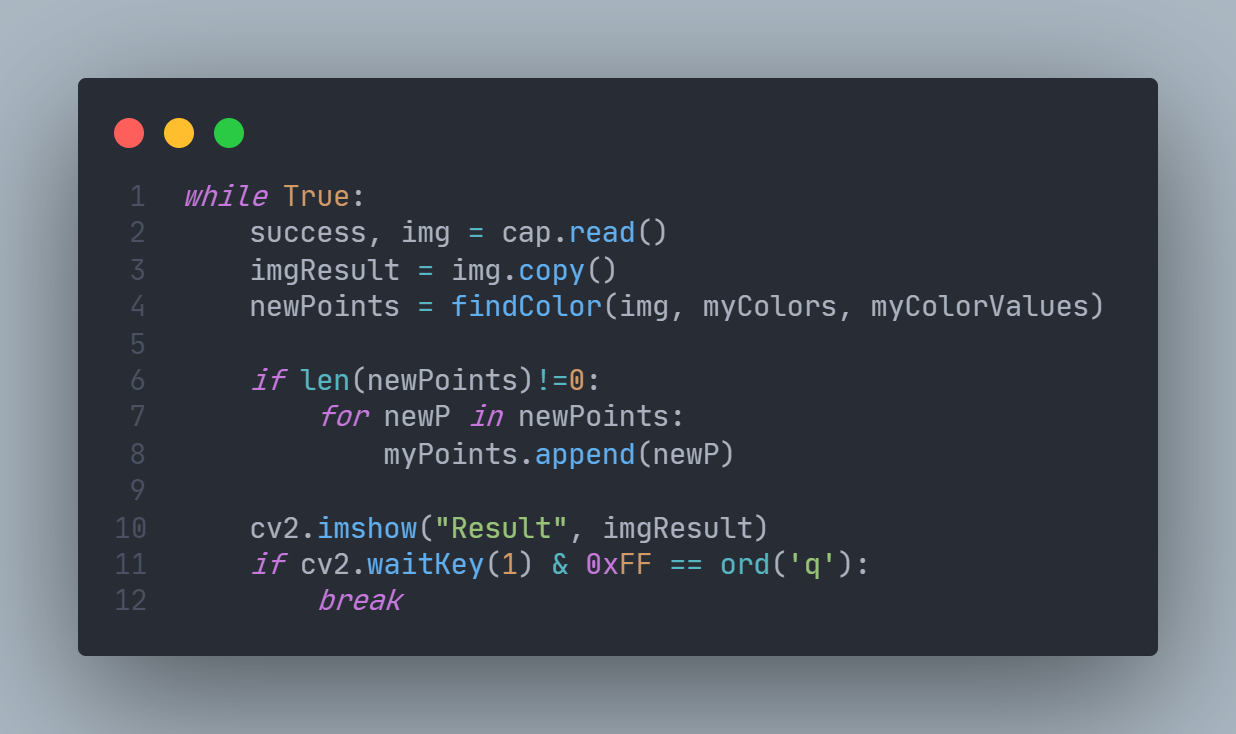 1 while True:
2     success, img = cap.read()
3     imgResult = img.copy()
4     newPoints = findColor(img, myColors, myColorValues)
5
6     if len(newPoints)!=0:
7         for newP in newPoints:
8             myPoints.append(newP)
9
10     cv2.imshow("Result", imgResult)
11     if cv2.waitKey(1) & 0xFF == ord('q'):
12         break